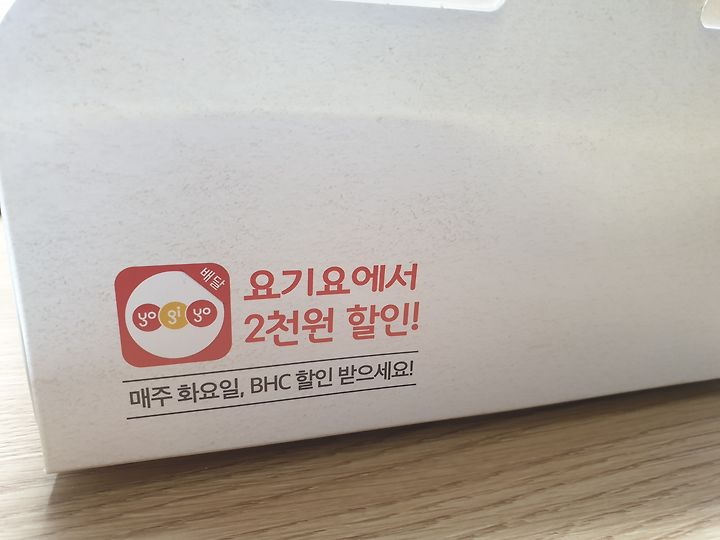 배달
yo gi yo
요기요에서
2천원 할인!
매주 화요일, BHC 할인 받으세요!